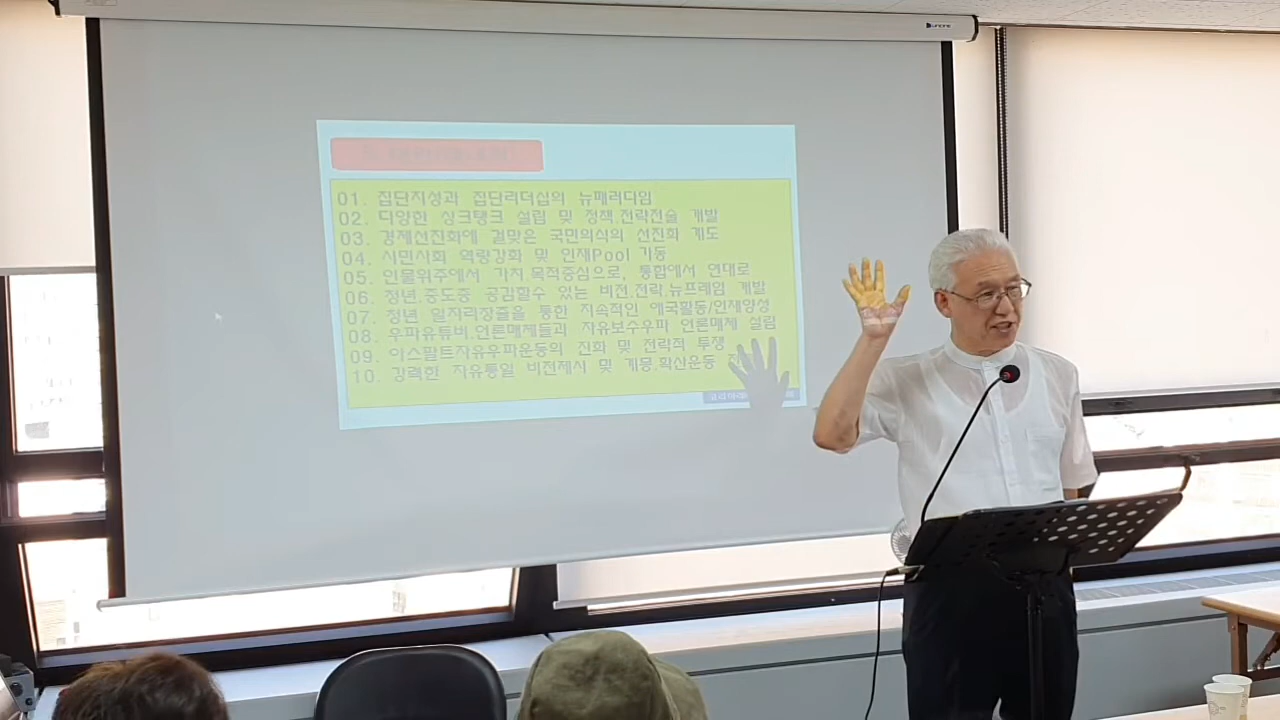 01. 집단지성과 집단리더십의 뉴패러다임
02. 다양한 싱크탱크 설립 및 정책.전략전술 개발
03. 경제선진화에 걸맞은 국민의식의 선진화 계도
04. 시민사회 역량강화 및 인재Pool 가동
05. 인물위주에서 가치.목적중심으로, 통합에서 연대로
06. 청년.중도층 공감할수 있는 비전.전략.뉴프레임 개발
07. 청년 일자리창출을 통한 지속적인 애국활동/인재양성
08. 우파유튜버.언론매체들과 자유보수우파 언론매체 설립
09. 아스팔트자유우파운동의 진화 및 전략적 투쟁
10. 강력한 자유통일 비전제시 및 계몽.확산운동